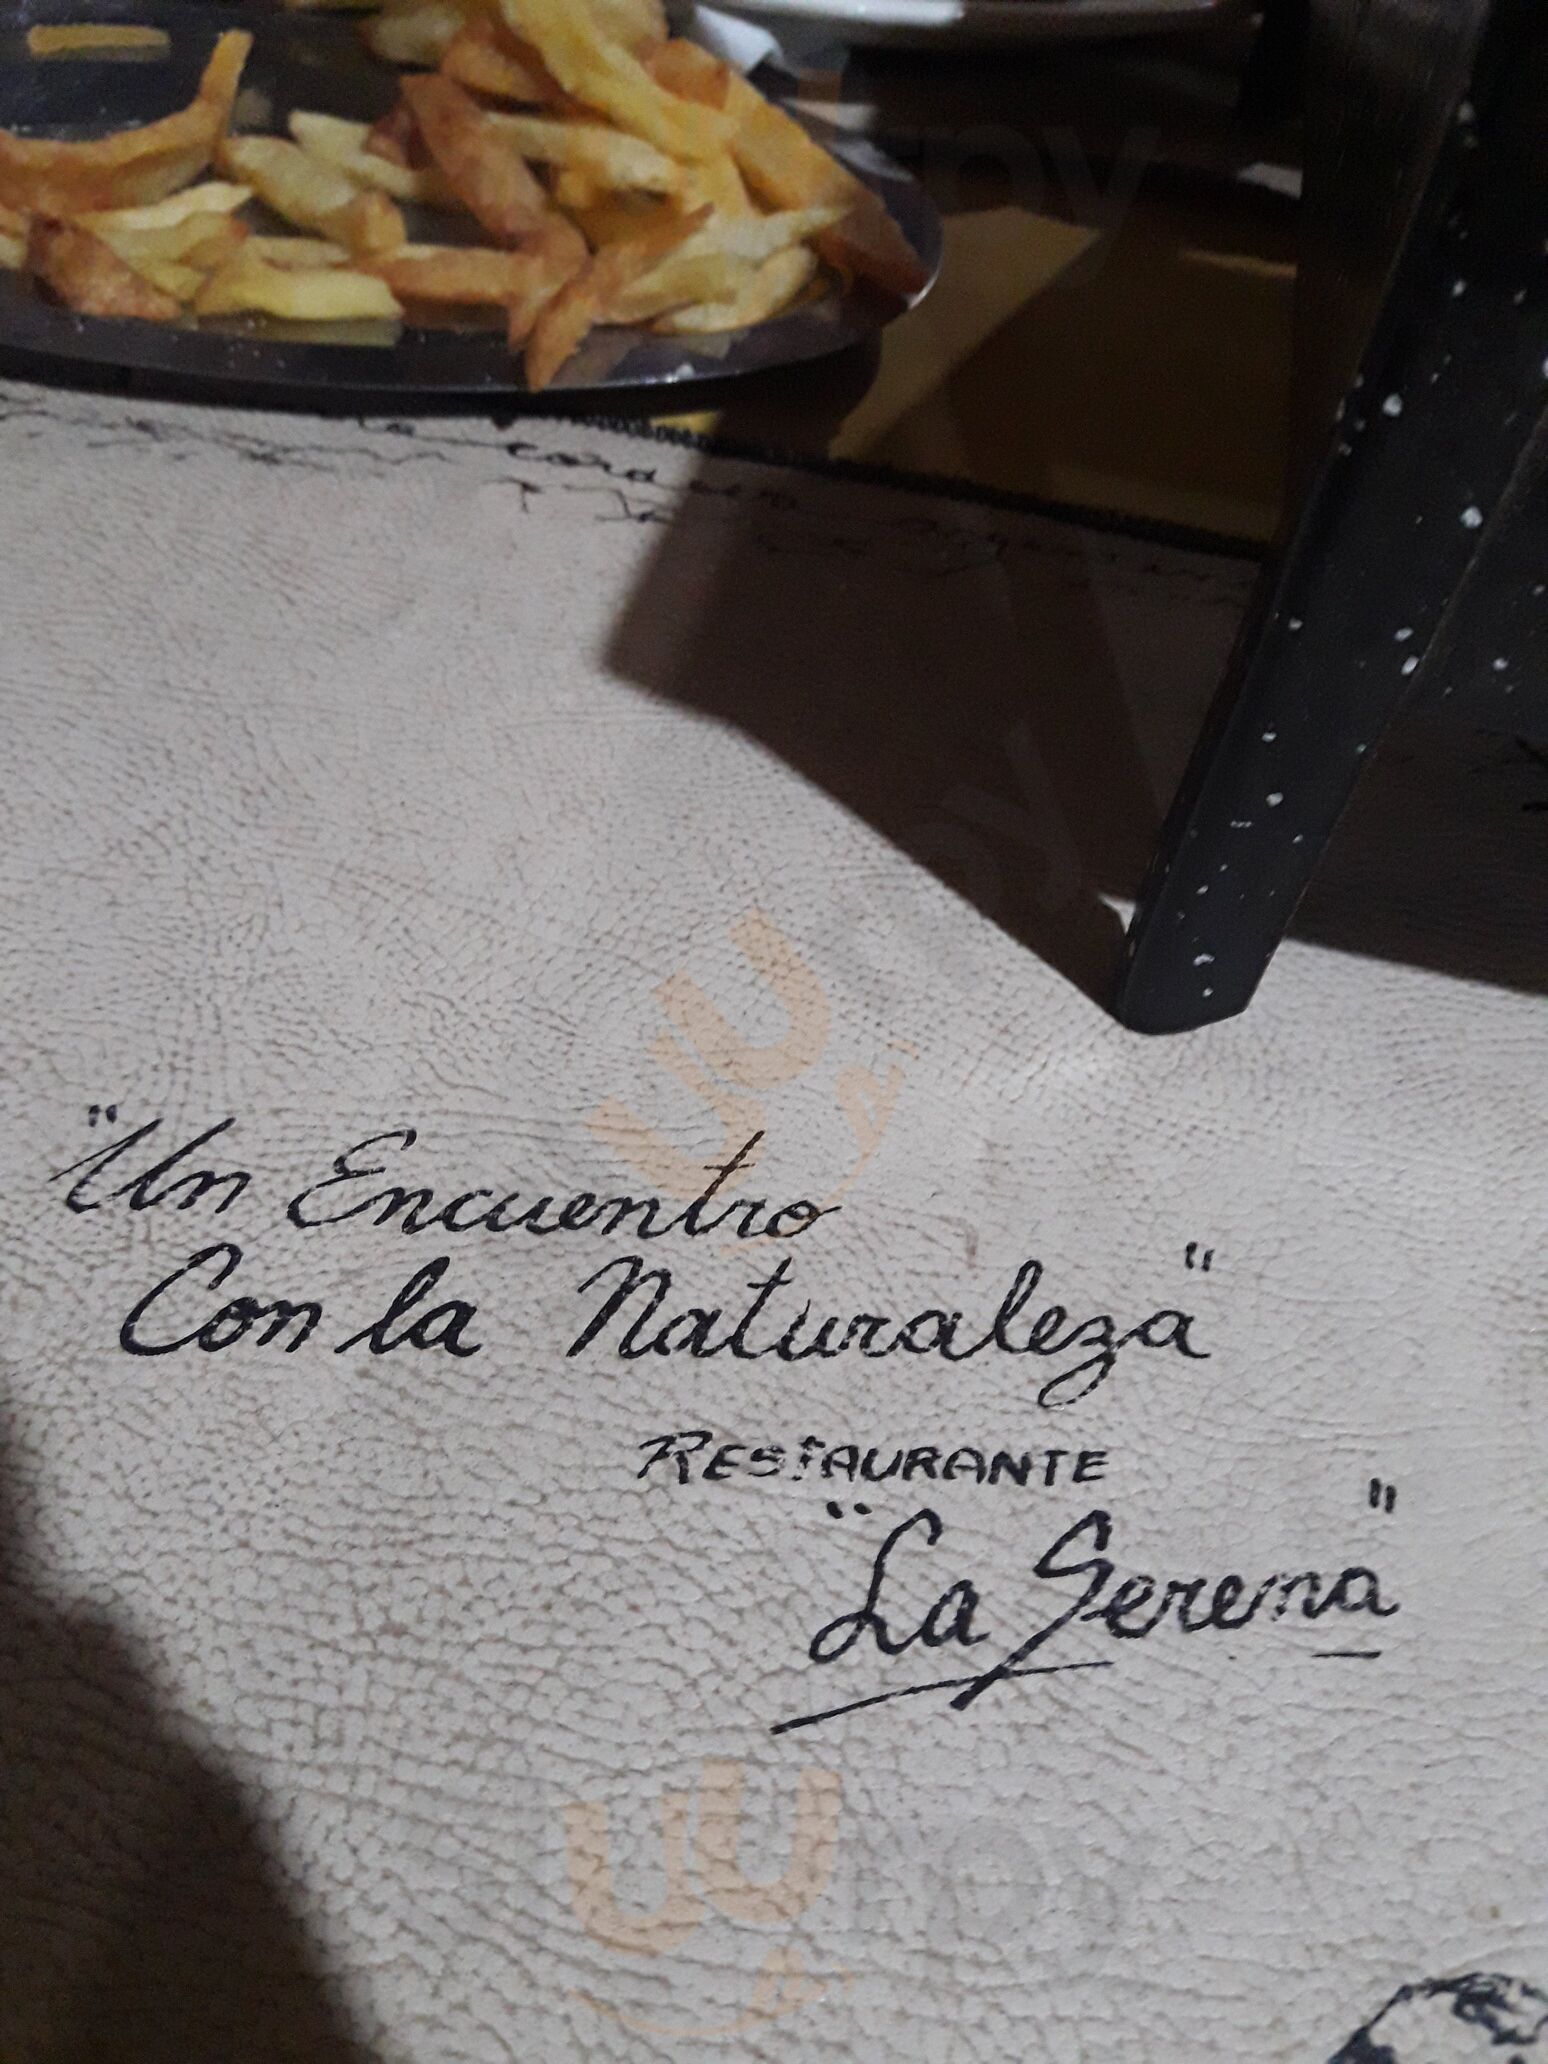 "Un Encuentro
Con la Naturaleza"
RESTAURANTE
"La Serena"